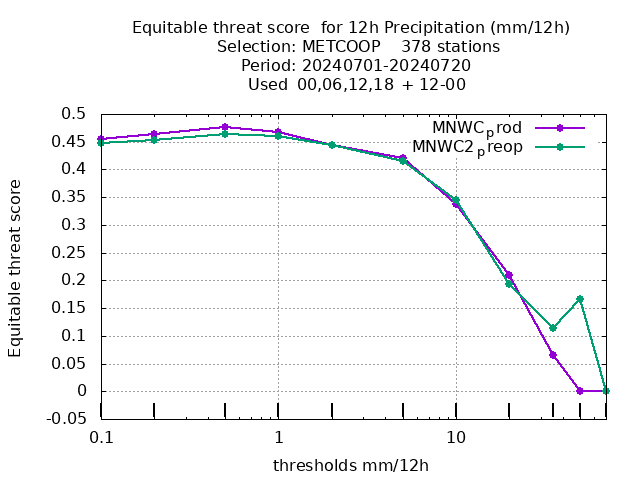 Equitable threat score  for 12h Precipitation (mm/12h)
Selection: METCOOP    378 stations
Period: 20240701-20240720
Used  00,06,12,18  + 12-00
MNWCprod
MNWC2preop
0.5
0.45
0.4
0.35
0.3
0.25
0.2
0.15
0.1
0.05
0
-0.05
0.1
1
10
Equitable threat score
thresholds mm/12h